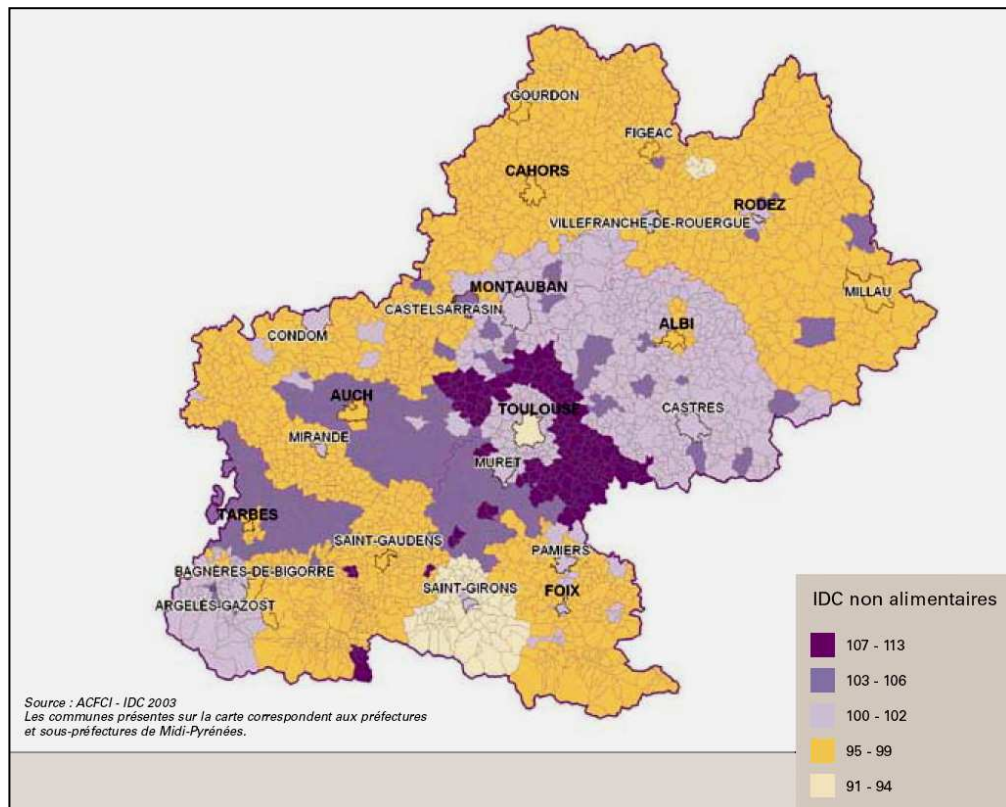 GOURDON
FIGEAC
CAHORS
RODEZ
VILLEFRANCHE-DE-ROUERGUE
MONTAUBAN
MILLAU
CASTELSARRASIN
CONDOM
ALBI
AUCH
TOULOUSE
CASTRES
MIRANDE
MURET
TARBES
SAINT-GAUDENS
PAMIERS
BAGNÈRES-DE-BIGORRE
SAINT-GIRONS
FOIX
ARGELÈS-GAZOST
IDC non alimentaires
107 - 113
103 - 106
100 - 102
95 - 99
91 - 94
Source : ACFCI - IDC 2003
Les communes présentes sur la carte correspondent aux préfectures
et sous-préfectures de Midi-Pyrénées.